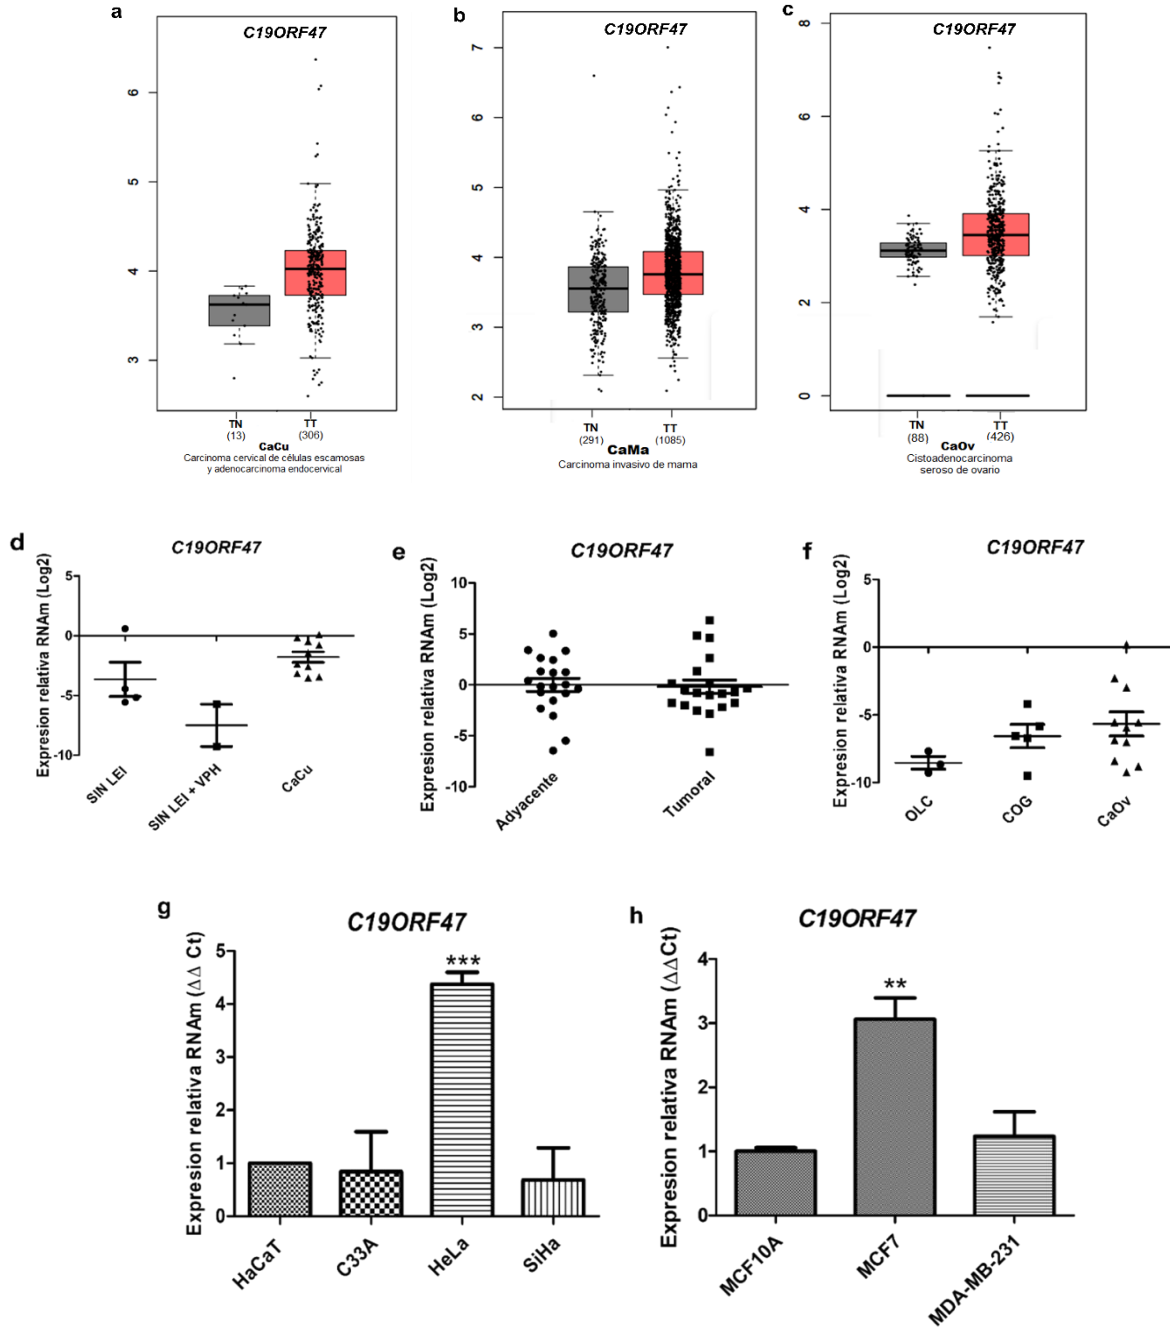 a
C19ORF47
6
5
4
3
TN
TT
(13)
(306)
CaCu
Carcinoma cervical de células escamosas
y adenocarcinoma endocervical
b
C19ORF47
7
6
5
4
3
2
TN
TT
(291)
(1085)
CaMa
Carcinoma invasivo de mama
c
C19ORF47
8
6
4
2
0
TN
TT
(88)
(426)
CaOv
Cistoadenocarcinoma
seroso de ovario
d
C19ORF47
Expresion relativa RNAm (Log2)
5
0
-5
-10
SIN LEI
SIN LEI + VPH
CaCu
e
C19ORF47
Expresion relativa RNAm (Log2)
10
5
0
-5
-10
Adyacente
Tumoral
f
C19ORF47
Expresion relativa RNAm (Log2)
5
0
-5
-10
OLC
COG
CaOv
g
C19ORF47
Expresion relativa RNAm (ΔΔ Ct)
5
4
3
2
1
0
***
HaCaT
C33A
HeLa
SiHa
h
C19ORF47
Expresion relativa RNAm (ΔΔCt)
4
3
2
1
0
**
MCF10A
MCF7
MDA-MB-231